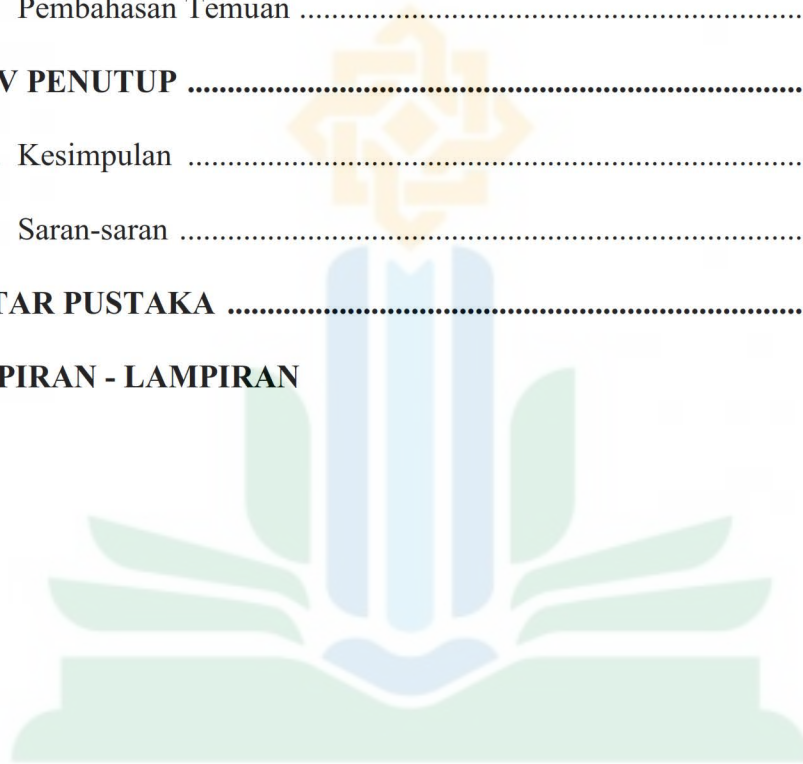 Pembahasan Temuan ................................................................
V PENUTUP .............................................................................
Kesimpulan .............................................................................
Saran-saran ..............................................................................
TAR PUSTAKA ........................................................................
PIRAN - LAMPIRAN